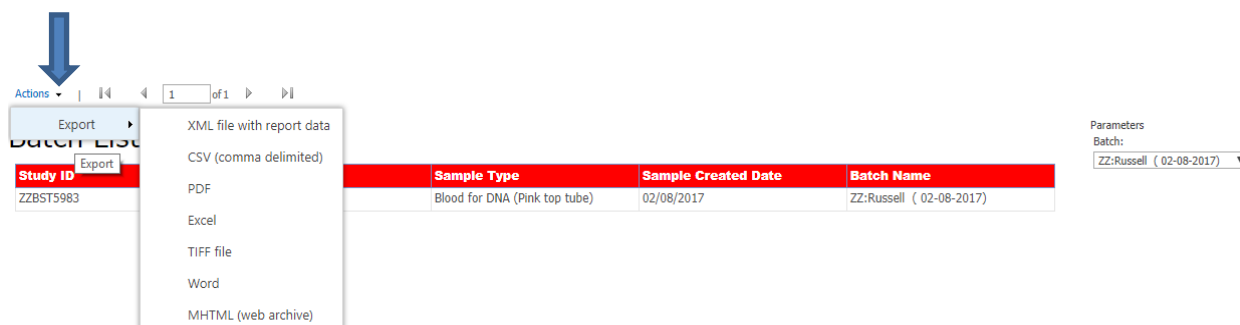 Actions | 1 of 1
Export
XML file with report data
CSV (comma delimited)
PDF
Excel
TIFF file
Word
MHTML (web archive)
Export
Parameters
Batch:
ZZ:Russell ( 02-08-2017)
Batch List
Study ID Sample Type Sample Created Date Batch Name
ZZBST5983 Blood for DNA (Pink top tube) 02/08/2017 ZZ:Russell ( 02-08-2017)